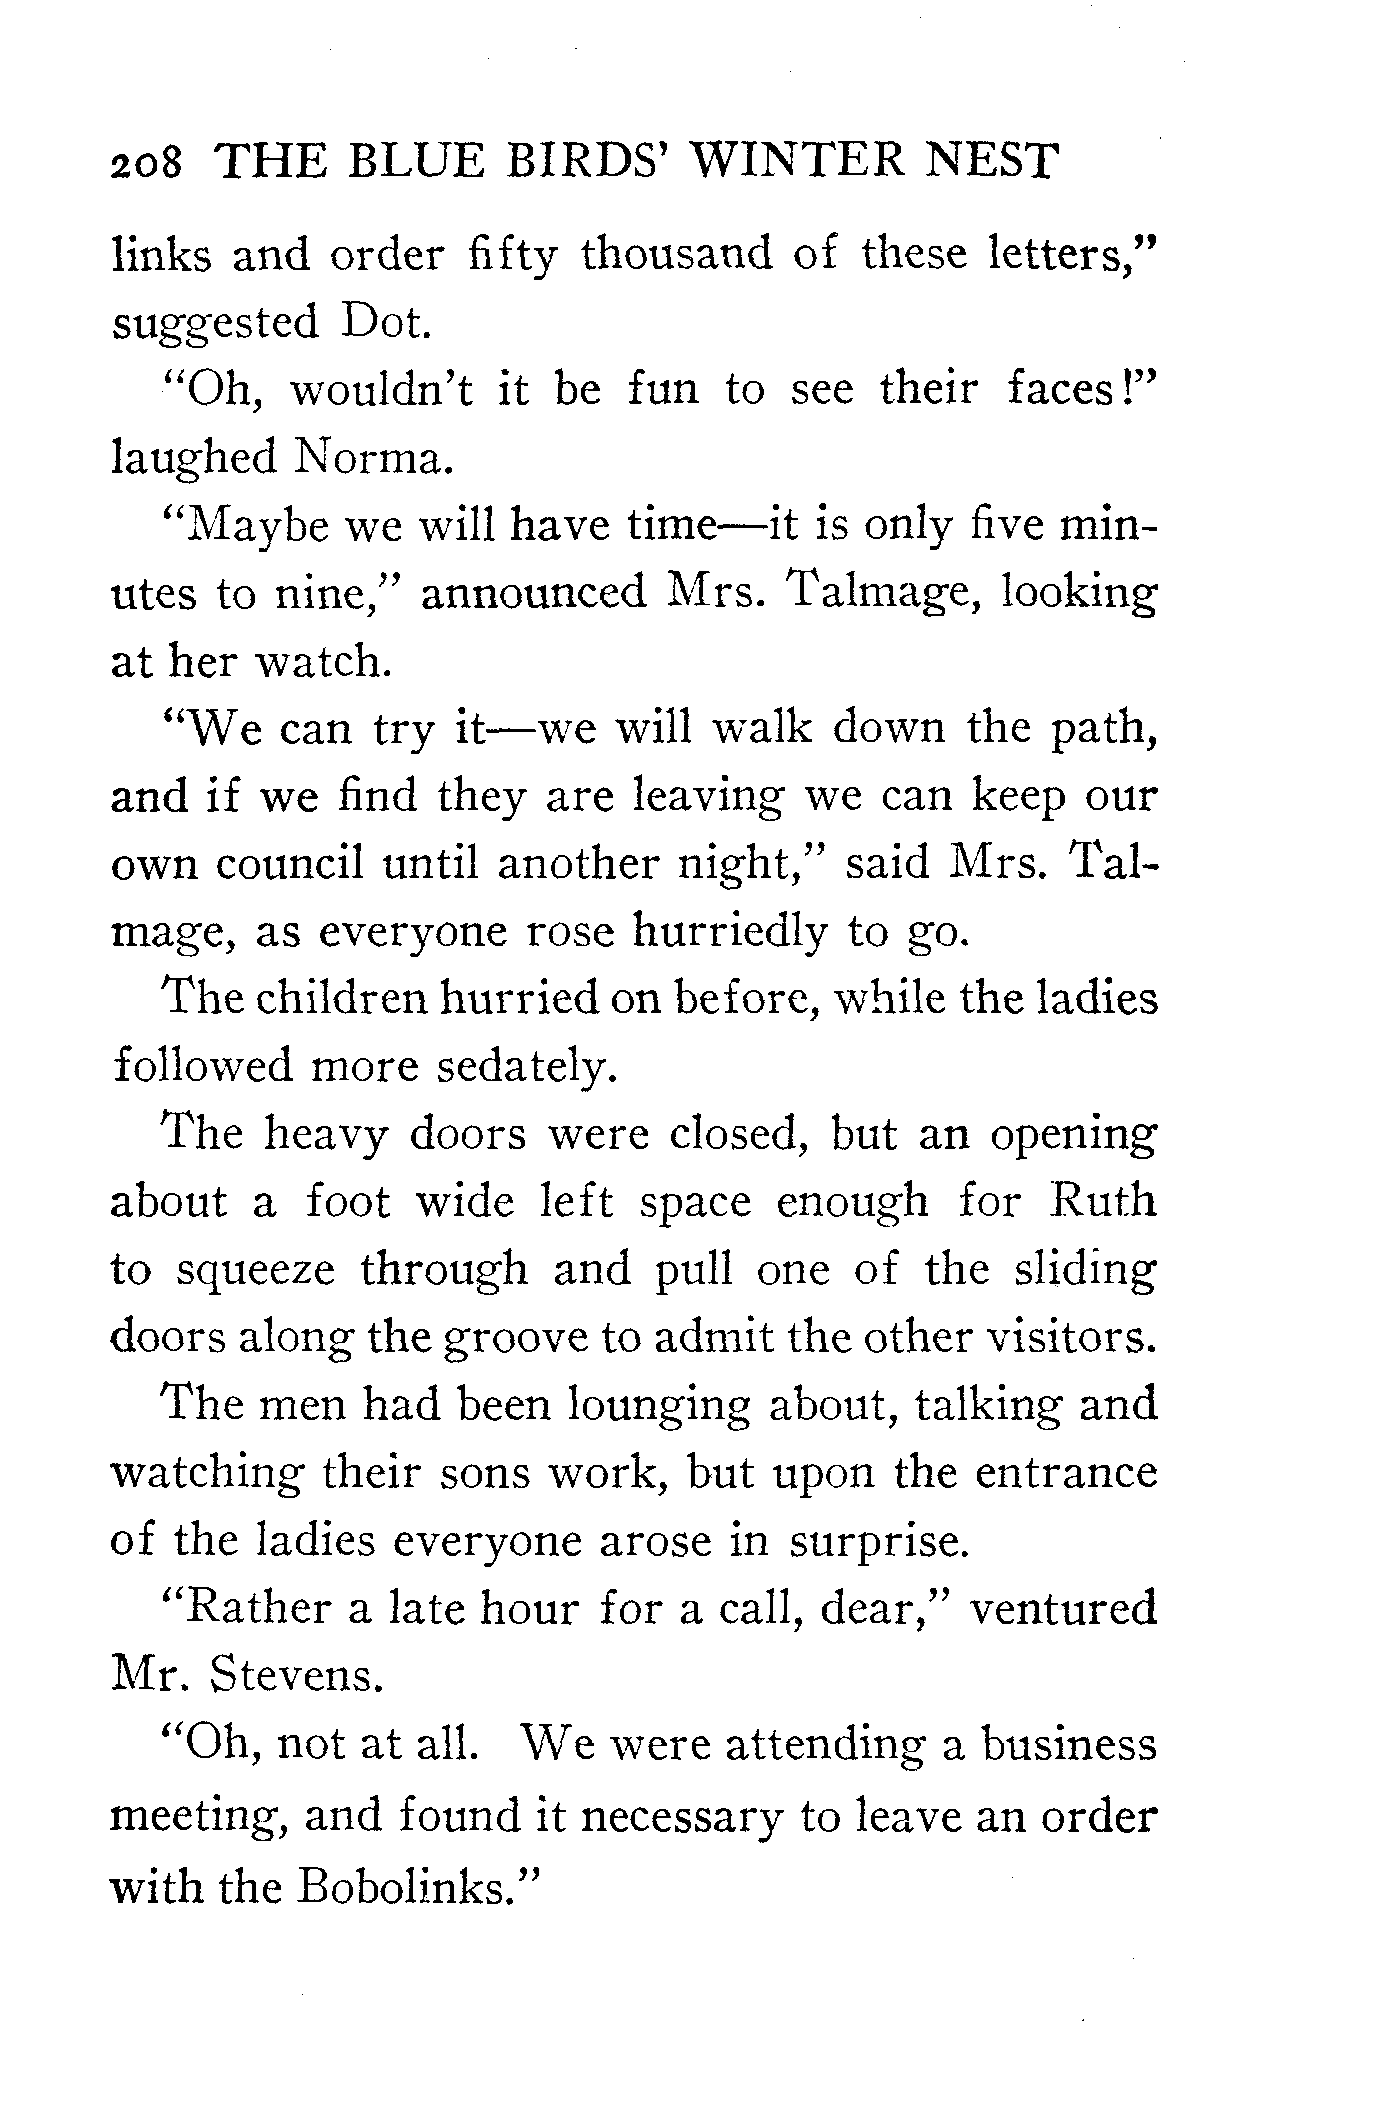 208 THE BLUE BIRDS' WINTER NEST
links and order fifty thousand of these letters,”
suggested Dot.
“Oh, wouldn’t it be fun to see their faces!”
laughed Norma.
“Maybe we will have time—it is only five min-
utes to nine,” announced Mrs. Talmage, looking
at her watch.
“We can try it—we will walk down the path,
and if we find they are leaving we can keep our
own council until another night,” said Mrs. Tal-
mage, as everyone rose hurriedly to go.
The children hurried on before, while the ladies
followed more sedately.
The heavy doors were closed, but an opening
about a foot wide left space enough for Ruth
to squeeze through and pull one of the sliding
doors along the groove to admit the other visitors.
The men had been lounging about, talking and
watching their sons work, but upon the entrance
of the ladies everyone arose in surprise.
“Rather a late hour for a call, dear,” ventured
Mr. Stevens.
“Oh, not at all. We were attending a business
meeting, and found it necessary to leave an order
with the Bobolinks.”